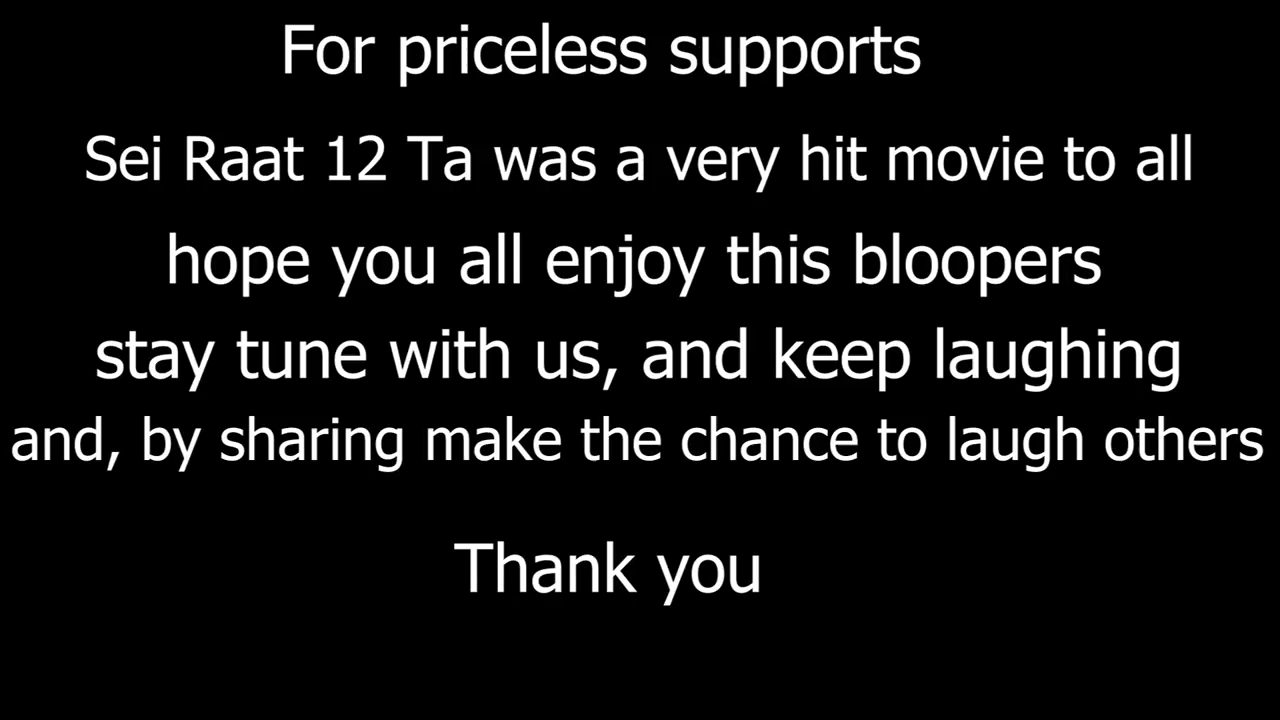 For priceless supports
Sei Raat 12 Ta was a very hit movie to all
hope you all enjoy this bloopers
stay tune with us, and keep laughing
and, by sharing make the chance to laugh others
Thank you